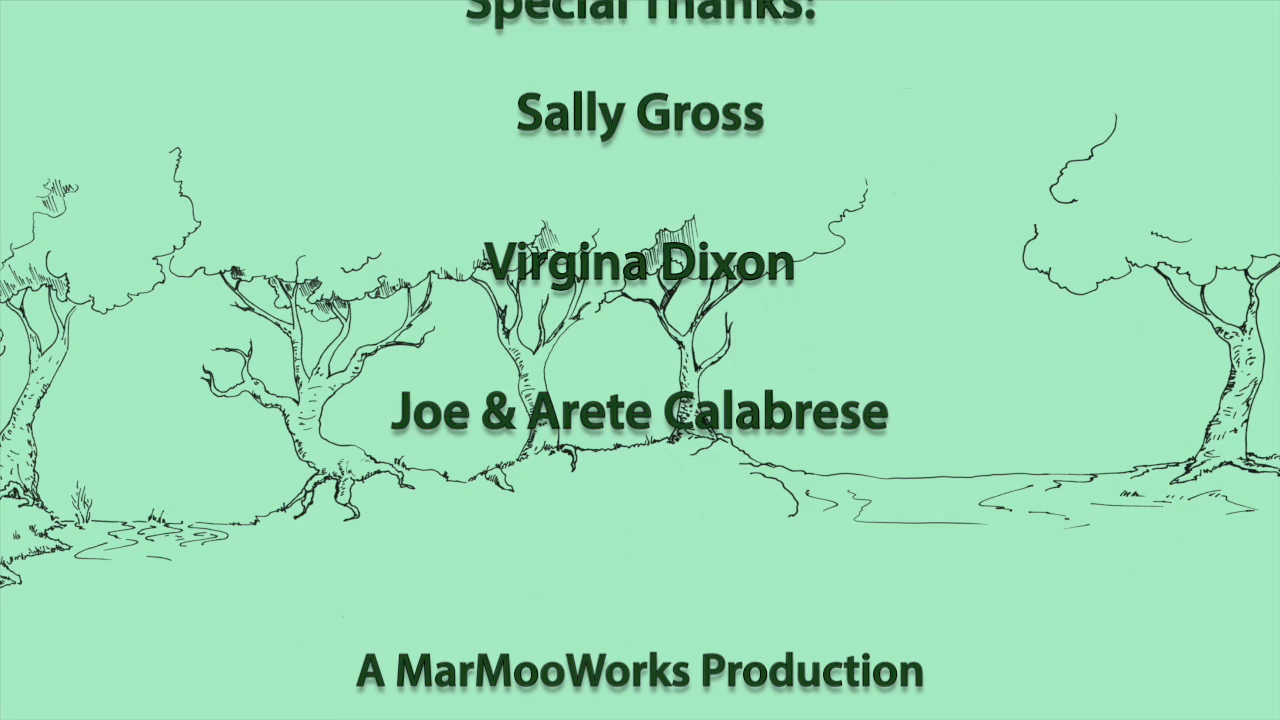 Special Thanks:
Sally Gross
Virgina Dixon
Joe & Arete Calabrese
A MarMooWorks Production